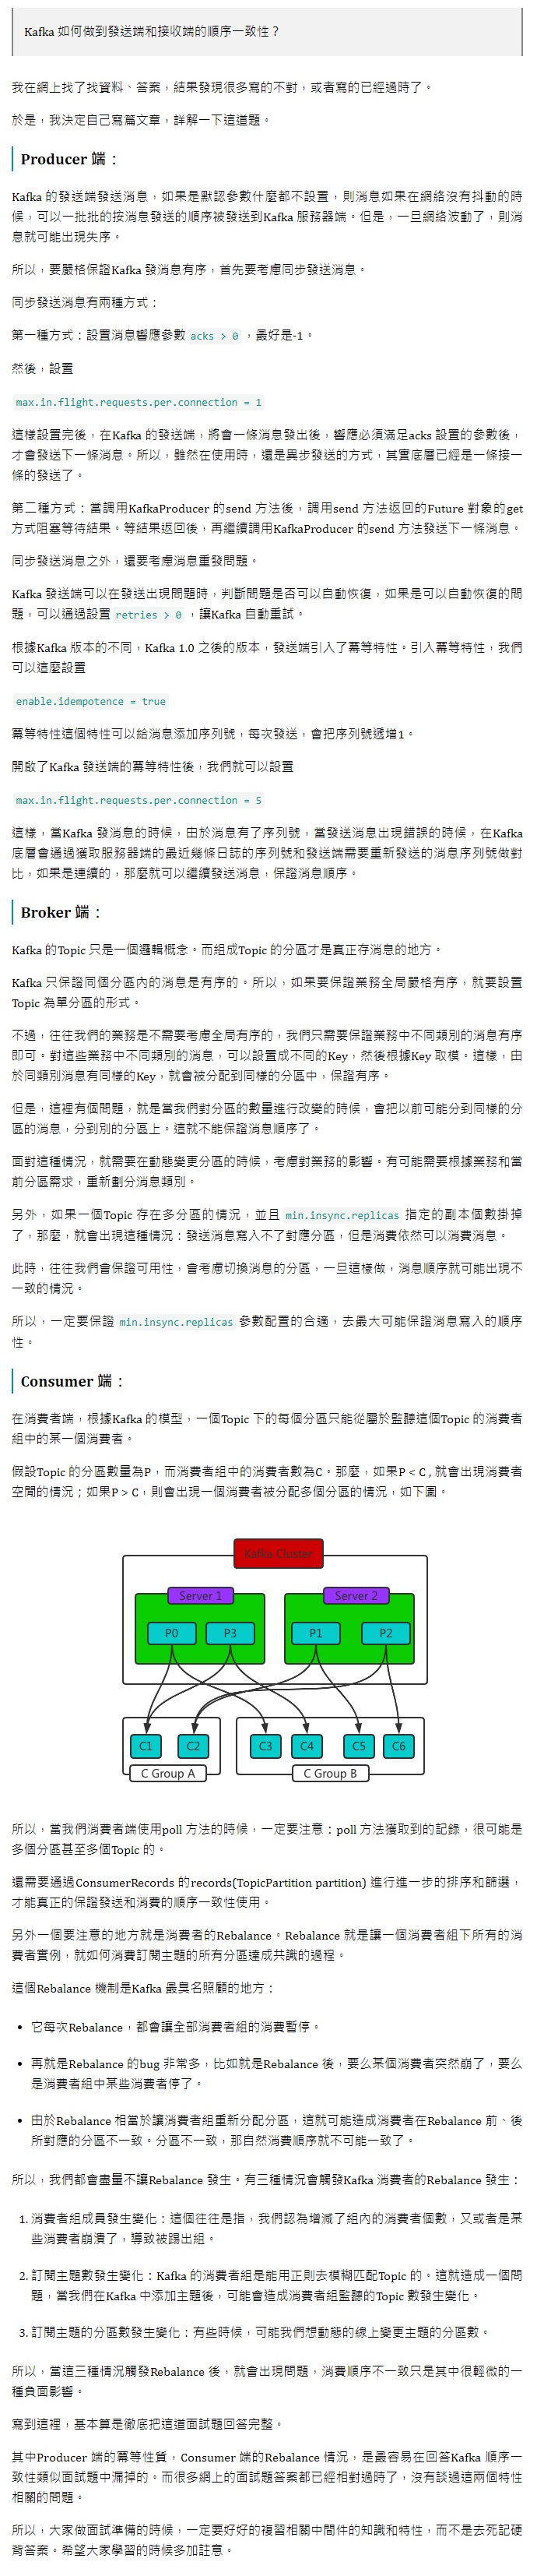 Kafka 如何做到發送端和接收端的順序一致性？
我在網上找了找資料、答案，結果發現很多寫的不對，或者寫的已經過時了。
於是，我決定自己寫篇文章，詳解一下這道題。
Producer 端：
Kafka 的發送端發送消息，如果是默認參數什麼都不設置，則消息如果在網絡沒有抖動的時
候，可以一批批的按消息發送的順序被發送到Kafka 服務器端。但是，一旦網絡波動了，則消
息就可能出現失序。
所以，要嚴格保證Kafka 發消息有序，首先要考慮同步發送消息。
同步發送消息有兩種方式：
第一種方式：設置消息響應參數 acks > 0 ，最好是-1。
然後，設置
max.in.flight.requests.per.connection = 1
這樣設置完後，在Kafka 的發送端，將會一條消息發出後，響應必須滿足acks 設置的參數後，
才會發送下一條消息。所以，雖然在使用時，還是異步發送的方式，其實底層已經是一條接一
條的發送了。
第二種方式：當調用KafkaProducer 的send 方法後，調用send 方法返回的Future 對象的get
方式阻塞等待結果。等結果返回後，再繼續調用KafkaProducer 的send 方法發送下一條消息。
同步發送消息之外，還要考慮消息重發問題。
Kafka 發送端可以在發送出現問題時，判斷問題是否可以自動恢復，如果是可以自動恢復的問
題，可以通過設置 retries > 0 ，讓Kafka 自動重試。
根據Kafka 版本的不同，Kafka 1.0 之後的版本，發送端引入了冪等特性。引入冪等特性，我們
可以這麼設置
enable.idempotence = true
冪等特性這個特性可以給消息添加序列號，每次發送，會把序列號遞增1。
開啟了Kafka 發送端的冪等特性後，我們就可以設置
max.in.flight.requests.per.connection = 5
這樣，當Kafka 發消息的時候，由於消息有了序列號，當發送消息出現錯誤的時候，在Kafka
底層會通過獲取服務器端的最近幾條日誌的序列號和發送端需要重新發送的消息序列號做對
比，如果是連續的，那麼就可以繼續發送消息，保證消息順序。
Broker 端：
Kafka 的Topic 只是一個邏輯概念。而組成Topic 的分區才是真正存消息的地方。
Kafka 只保證同個分區內的消息是有序的。所以，如果要保證業務全局嚴格有序，就要設置
Topic 為單分區的形式。
不過，往往我們的業務是不需要考慮全局有序的，我們只需要保證業務中不同類別的消息有序
即可。對這些業務中不同類別的消息，可以設置成不同的Key，然後根據Key 取模。這樣，由
於同類別消息有同樣的Key，就會被分配到同樣的分區中，保證有序。
但是，這裡有個問題，就是當我們對分區的數量進行改變的時候，會把以前可能分到同樣的分
區的消息，分到別的分區上。這就不能保證消息順序了。
面對這種情況，就需要在動態變更分區的時候，考慮對業務的影響。有可能需要根據業務和當
前分區需求，重新劃分消息類別。
另外，如果一個Topic 存在多分區的情況，並且 min.insync.replicas 指定的副本個數掛掉
了，那麼，就會出現這種情況：發送消息寫入不了對應分區，但是消費依然可以消費消息。
此時，往往我們會保證可用性，會考慮切換消息的分區，一旦這樣做，消息順序就可能出現不
一致的情況。
所以，一定要保證 min.insync.replicas 參數配置的合適，去最大可能保證消息寫入的順序
性。
Consumer 端：
在消費者端，根據Kafka 的模型，一個Topic 下的每個分區只能從屬於監聽這個Topic 的消費者
組中的某一個消費者。
假設Topic 的分區數量為P，而消費者組中的消費者數為C。那麼，如果P < C , 就會出現消費者
空閒的情況；如果P > C，則會出現一個消費者被分配多個分區的情況，如下圖。
Kafka Cluster
Server 1 Server 2
P0 P3 P1 P2
C1 C2 C3 C4 C5 C6
C Group A C Group B
所以，當我們消費者端使用poll 方法的時候，一定要注意：poll 方法獲取到的記錄，很可能是
多個分區甚至多個Topic 的。
還需要通過ConsumerRecords 的records(TopicPartition partition) 進行進一步的排序和篩選，
才能真正的保證發送和消費的順序一致性使用。
另外一個要注意的地方就是消費者的Rebalance。Rebalance 就是讓一個消費者組下所有的消
費者實例，就如何消費訂閱主題的所有分區達成共識的過程。
這個Rebalance 機制是Kafka 最臭名照顧的地方：
• 它每次Rebalance，都會讓全部消費者組的消費暫停。
• 再就是Rebalance 的bug 非常多，比如就是Rebalance 後，要么某個消費者突然崩了，要么
是消費者組中某些消費者停了。
• 由於Rebalance 相當於讓消費者組重新分配分區，這就可能造成消費者在Rebalance 前、後
所對應的分區不一致。分區不一致，那自然消費順序就不可能一致了。
所以，我們都會盡量不讓Rebalance 發生。有三種情況會觸發Kafka 消費者的Rebalance 發生：
1. 消費者組成員發生變化：這個往往是指，我們認為增減了組內的消費者個數，又或者是某
些消費者崩潰了，導致被踢出組。
2. 訂閱主題數發生變化：Kafka 的消費者組是能用正則去模糊匹配Topic 的。這就造成一個問
題，當我們在Kafka 中添加主題後，可能會造成消費者組監聽的Topic 數發生變化。
3. 訂閱主題的分區數發生變化：有些時候，可能我們想動態的線上變更主題的分區數。
所以，當這三種情況觸發Rebalance 後，就會出現問題，消費順序不一致只是其中很輕微的一
種負面影響。
寫到這裡，基本算是徹底把這道面試題回答完整。
其中Producer 端的冪等性質，Consumer 端的Rebalance 情況，是最容易在回答Kafka 順序一
致性類似面試題中漏掉的。而很多網上的面試題答案都已經相對過時了，沒有談過這兩個特性
相關的問題。
所以，大家做面試準備的時候，一定要好好的複習相關中間件的知識和特性，而不是去死記硬
背答案。希望大家學習的時候多加註意。